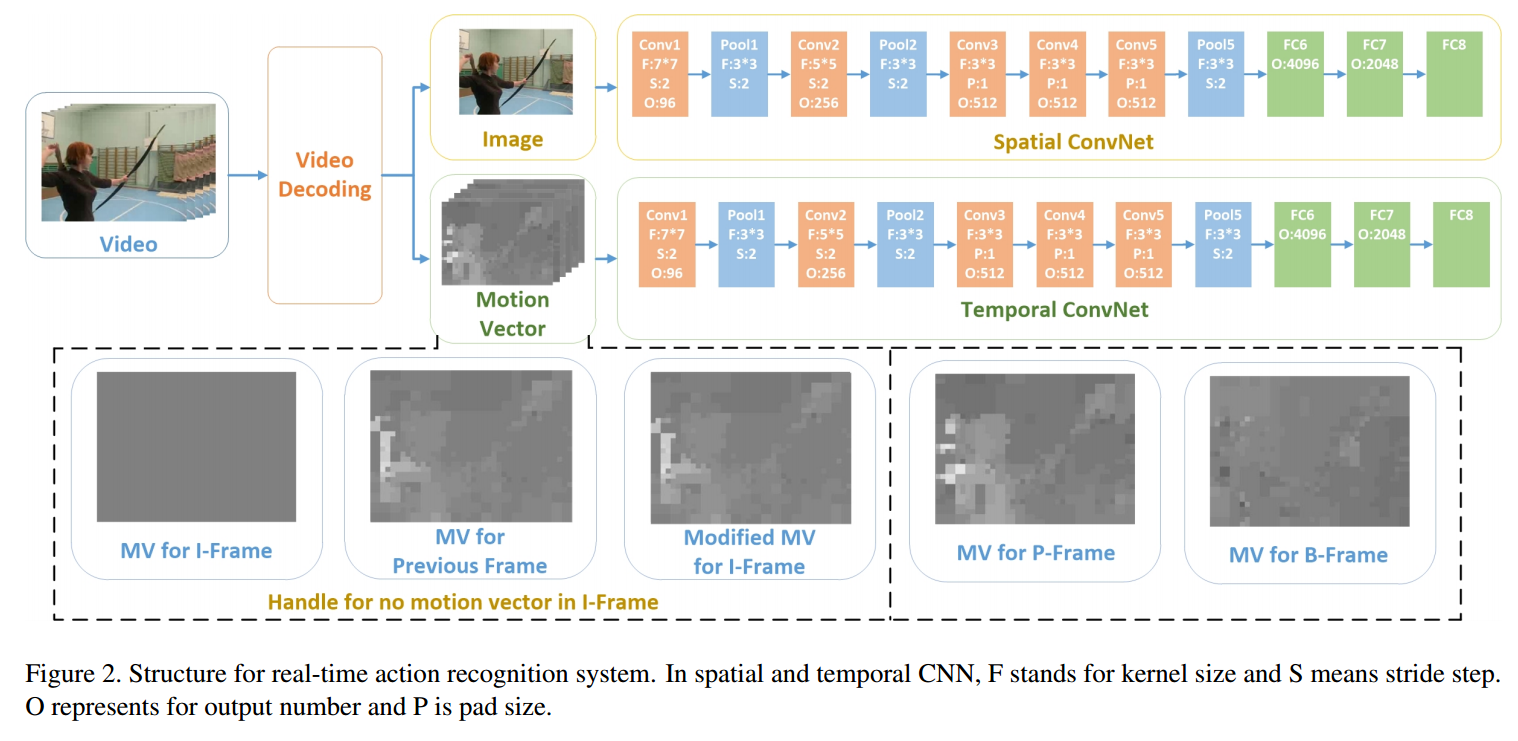 Video
Video
Decoding
Image
Conv1
F:7*7
S:2
O:96
Pool1
F:3*3
S:2
Conv2
F:5*5
S:2
O:256
Pool2
F:3*3
S:2
Conv3
F:3*3
P:1
O:512
Conv4
F:3*3
P:1
O:512
Conv5
F:3*3
P:1
O:512
Pool5
F:3*3
S:2
FC6
O:4096
FC7
O:2048
FC8
Spatial ConvNet
Motion
Vector
Conv1
F:7*7
S:2
O:96
Pool1
F:3*3
S:2
Conv2
F:5*5
S:2
O:256
Pool2
F:3*3
S:2
Conv3
F:3*3
P:1
O:512
Conv4
F:3*3
P:1
O:512
Conv5
F:3*3
P:1
O:512
Pool5
F:3*3
S:2
FC6
O:4096
FC7
O:2048
FC8
Temporal ConvNet
MV for I-Frame
MV for
Previous Frame
Modified MV
for I-Frame
Handle for no motion vector in I-Frame
MV for P-Frame
MV for B-Frame
Figure 2. Structure for real-time action recognition system. In spatial and temporal CNN, F stands for kernel size and S means stride step.
O represents for output number and P is pad size.